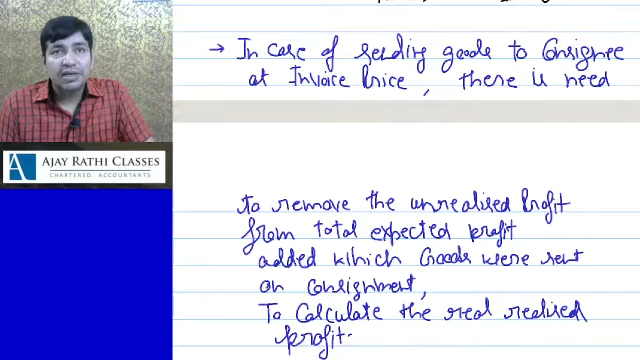 → In case of sending goods to Consignee
at Invoice Price, There is need
AJAY RATHI CLASSES
CHARTERED ACCOUNTANTS
to remove the unrealised Profit
from total expected profit
added which Goods were sent
on consignment,
To Calculate the real realised
profit.